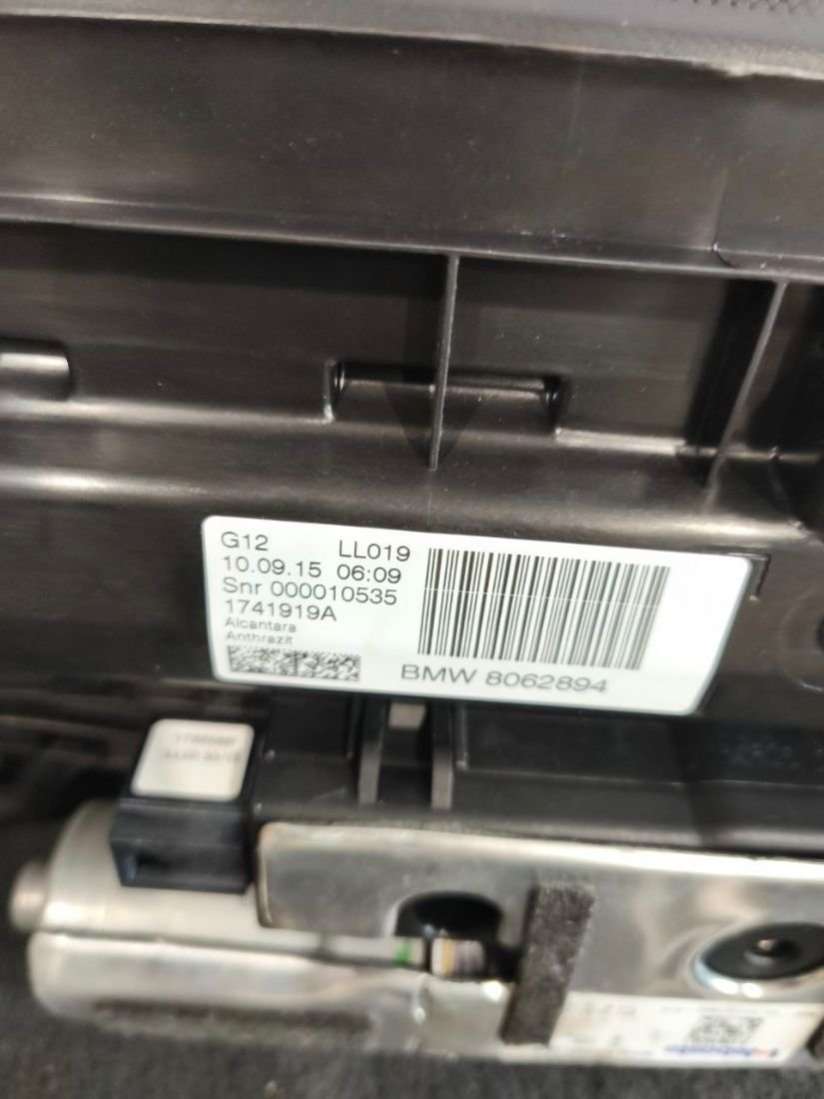 G12 LL019
10.09.15 06:09
Snr 000010535
1741919A
Alcantara
Anthrazit
BMW 8062894